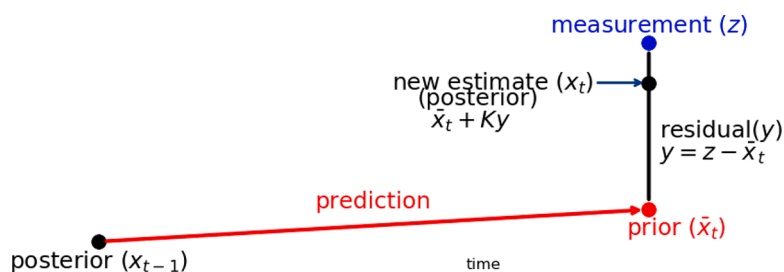 measurement (z)
new estimate (xₜ)
(posterior)
x̄ₜ + Ky
residual(y)
y = z − x̄ₜ
prediction
prior (x̄ₜ)
posterior (xₜ₋₁)
time